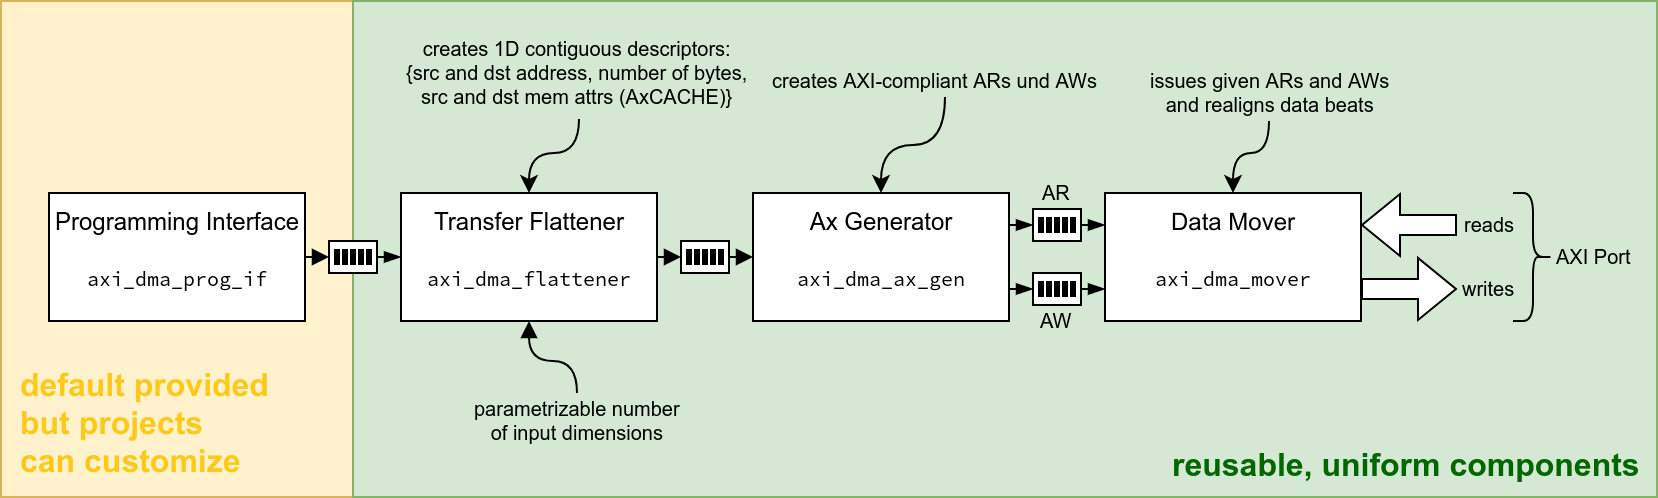 creates 1D contiguous descriptors:
{src and dst address, number of bytes,
src and dst mem attrs (AxCACHE)}
creates AXI-compliant ARs und AWs
issues given ARs and AWs
and realigns data beats
Programming Interface
axi_dma_prog_if
Transfer Flattener
axi_dma_flattener
Ax Generator
axi_dma_ax_gen
AR
AW
Data Mover
axi_dma_mover
reads
writes
AXI Port
parametrizable number
of input dimensions
default provided
but projects
can customize
reusable, uniform components